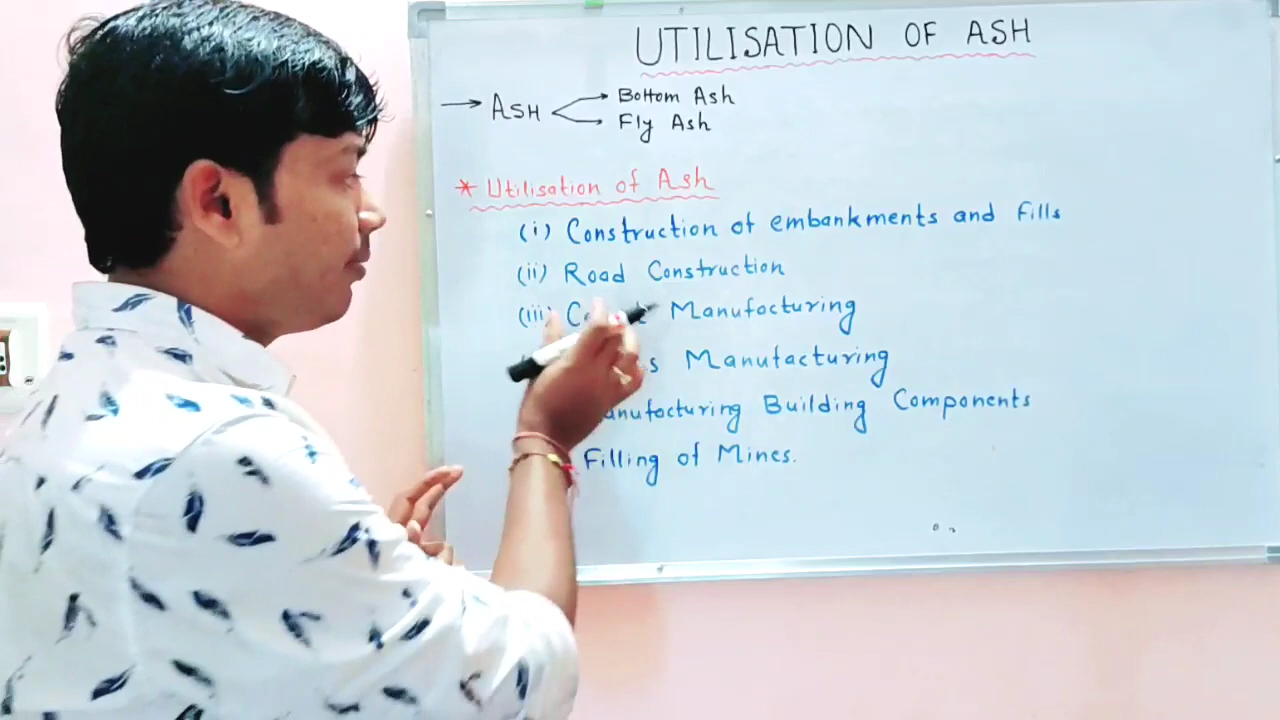 UTILISATION OF ASH
→ ASH → Bottom Ash
→ Fly Ash
* Utilisation of Ash
(i) Construction of embankments and fills
(ii) Road Construction
(iii) Manufacturing
Manufacturing
Manufacturing Building Components
Filling of Mines.